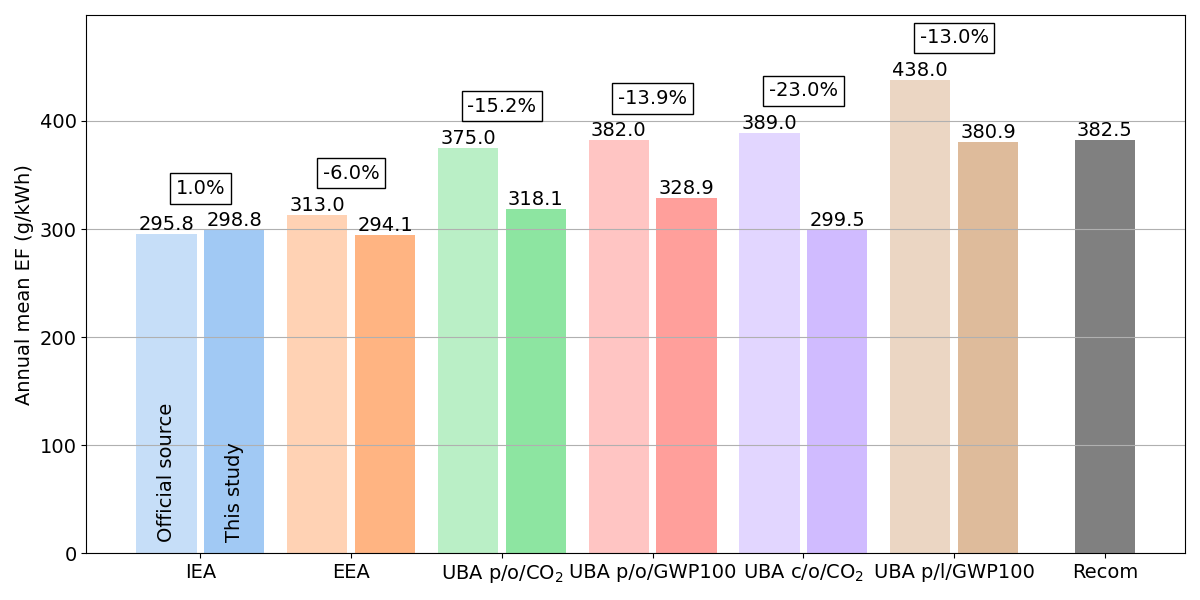 -13.0%
438.0
-23.0%
-13.9%
-15.2%
389.0
382.0
375.0
380.9
382.5
400
-6.0%
1.0%
313.0
318.1
328.9
295.8
298.8
294.1
299.5
300
200
100
0
Annual mean EF (g/kWh)
Official source
This study
IEA
EEA
UBA p/o/CO₂
UBA p/o/GWP100
UBA c/o/CO₂
UBA p/l/GWP100
Recom